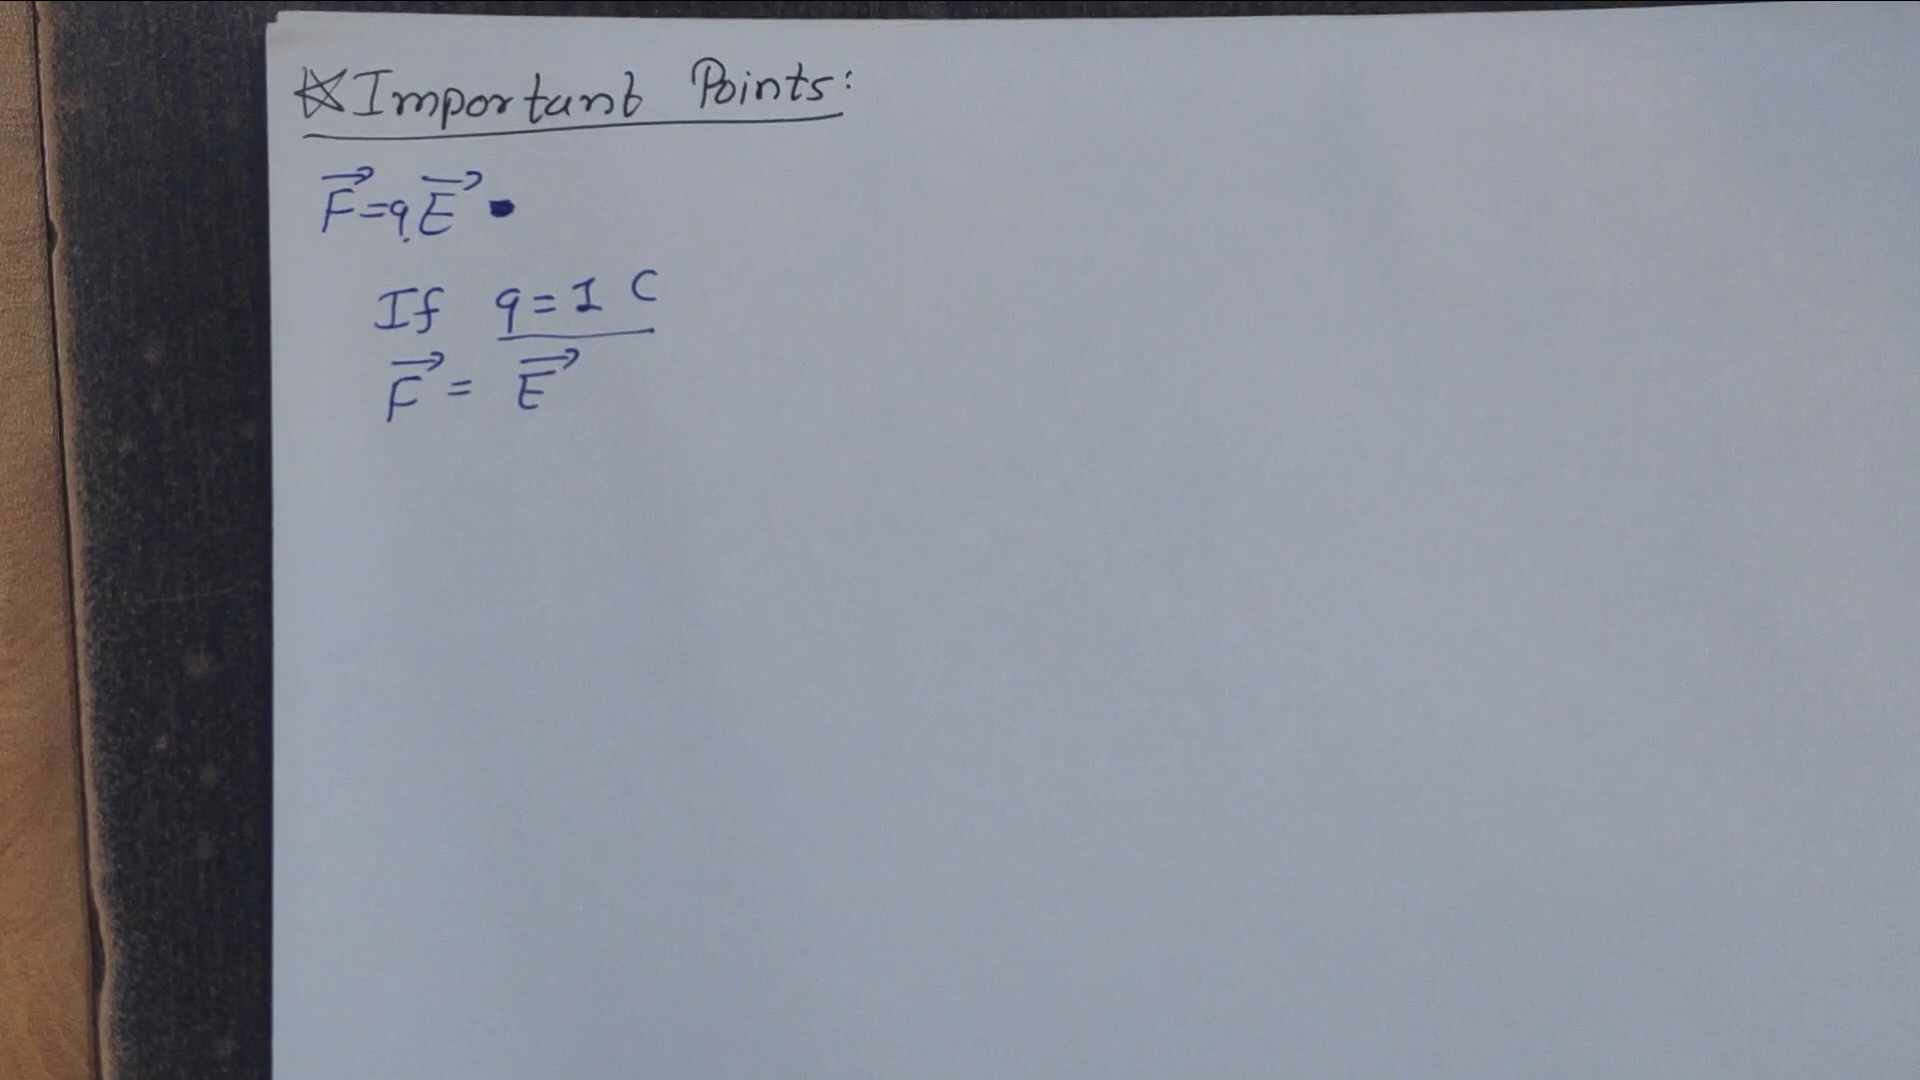 ☆Important Points:
F⃗=qE⃗
If q=1 C
F⃗ = E⃗